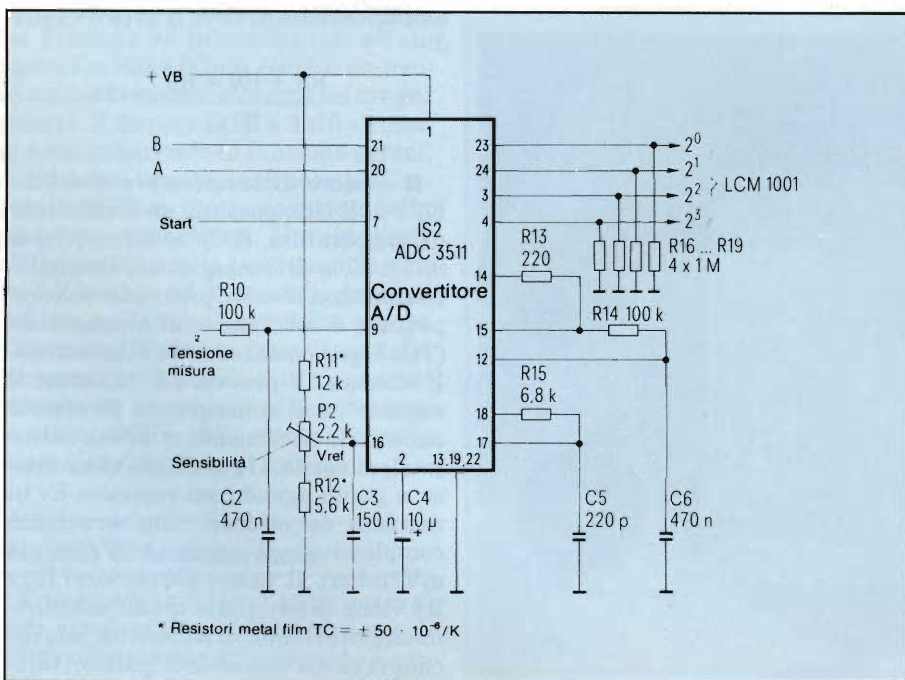 + VB
1
B
21
23
2⁰
A
20
24
2¹
3
2²
LCM 1001
Start
7
4
2³
IS2
ADC 3511
R13
220
R16 ... R19
4 x 1 M
14
Convertitore
A/D
R10
100 k
9
15
R14 100 k
12
Tensione
misura
R11*
12 k
R15
6,8 k
P2
2,2 k
18
Vref
16
17
Sensibilità
2
13,19,22
R12*
5,6 k
C2
470 n
C3
150 n
C4
10 µ
+
C5
220 p
C6
470 n
* Resistori metal film TC = ± 50 · 10⁻⁶/K